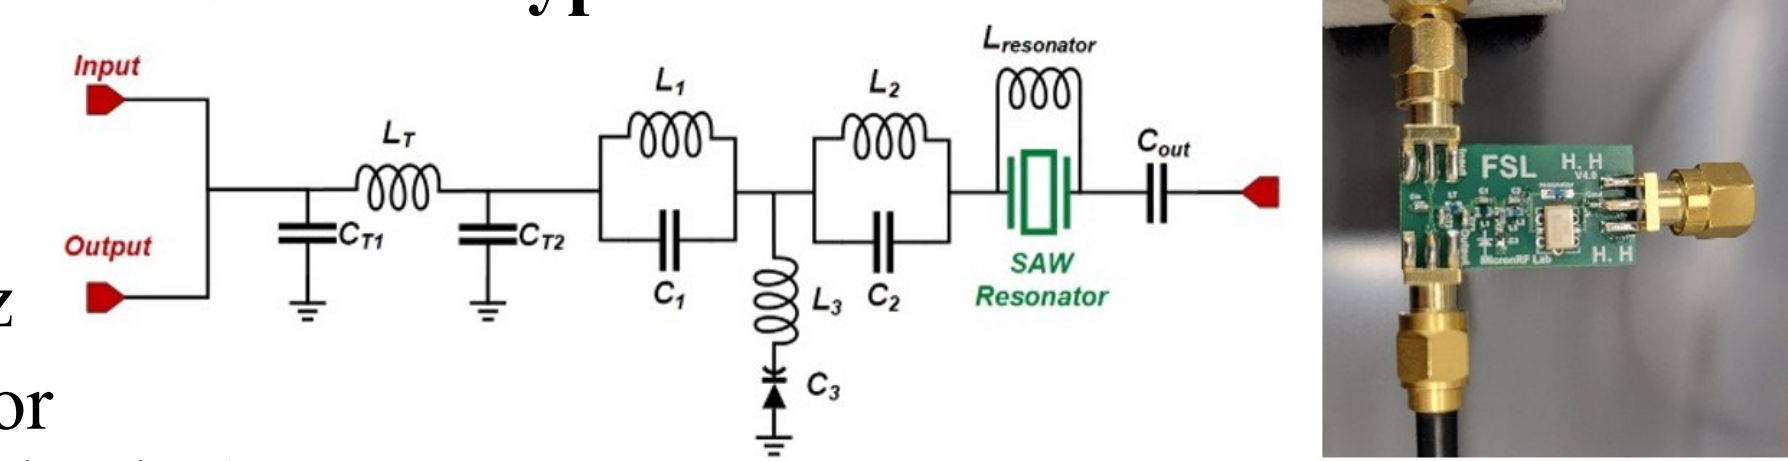 Input
Output
L_T
C_T1
C_T2
L_1
C_1
L_3
C_3
L_2
C_2
L_resonator
SAW
Resonator
C_out
z
or
FSL
H. H
V4.0
resonator
MicronRF Lab
H. H